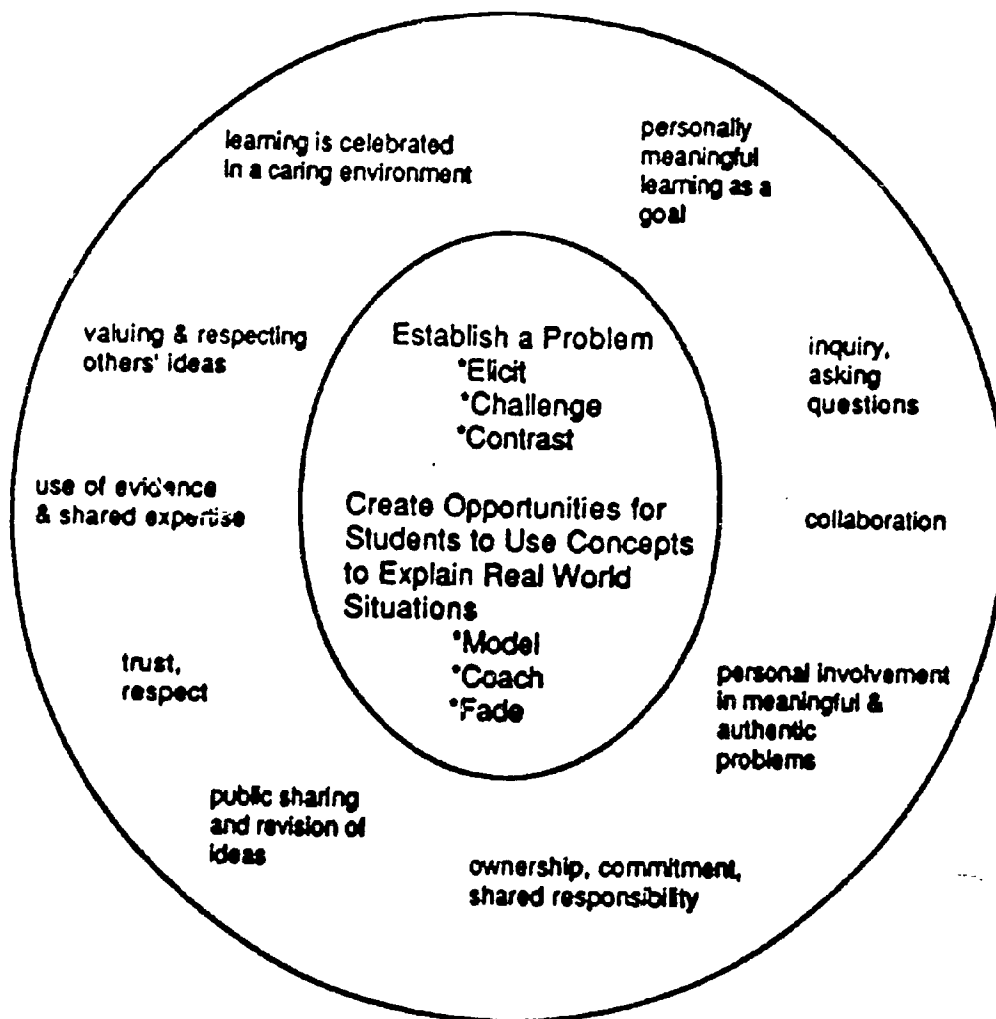 learning is celebrated
in a caring environment
personally
meaningful
learning as a
goal
valuing & respecting
others' ideas
Establish a Problem
*Elicit
*Challenge
*Contrast
inquiry,
asking
questions
use of evidence
& shared expertise
Create Opportunities for
Students to Use Concepts
to Explain Real World
Situations
*Model
*Coach
*Fade
collaboration
trust,
respect
personal involvement
in meaningful &
authentic
problems
public sharing
and revision of
ideas
ownership, commitment,
shared responsibility